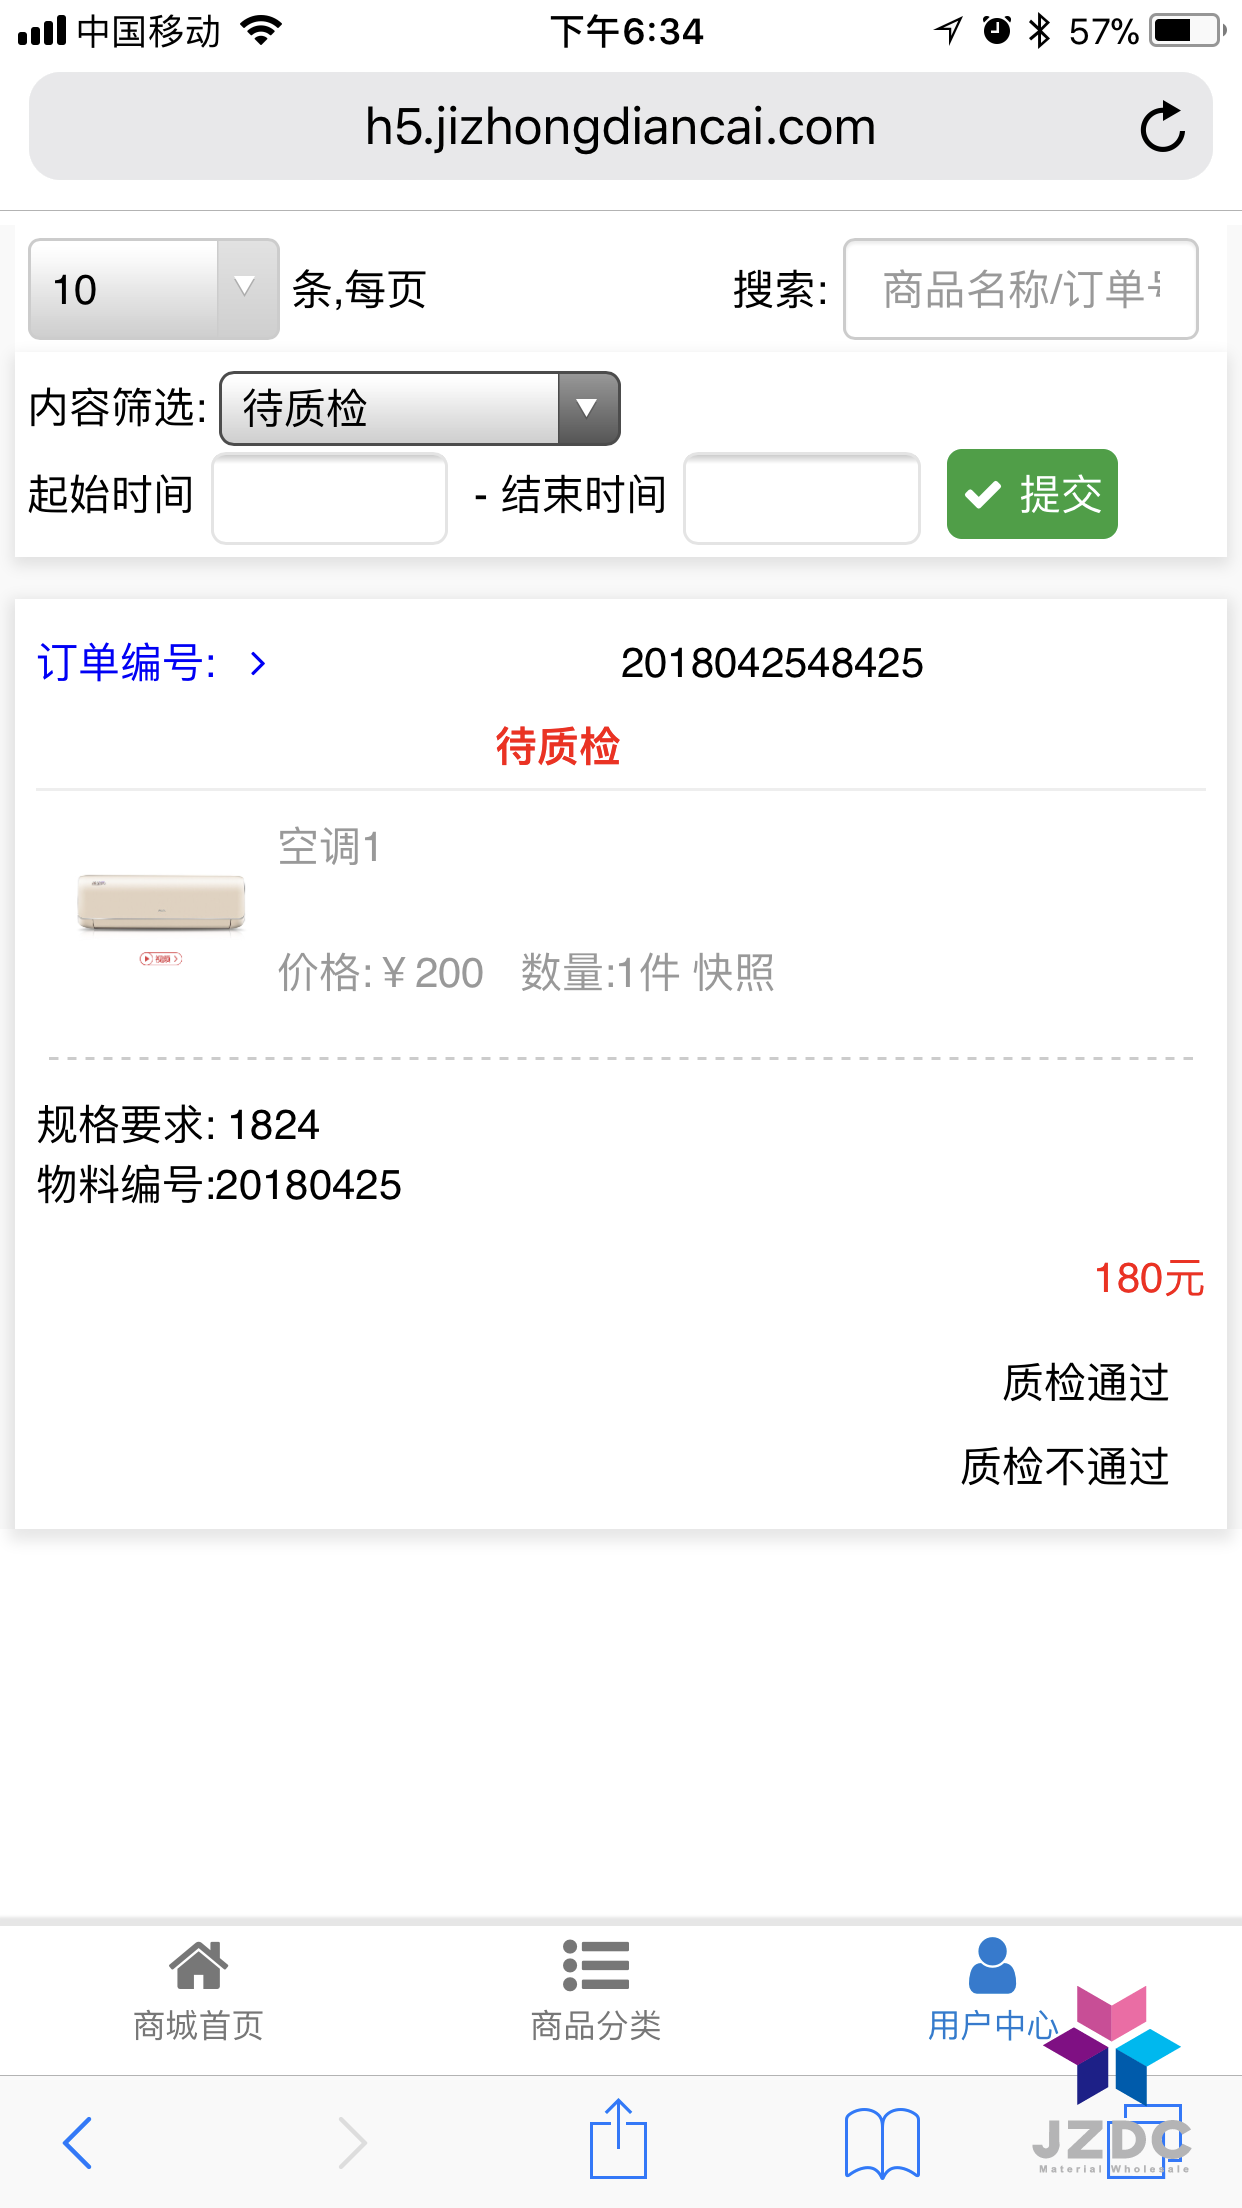 中国移动 下午6:34 57%
h5.jizhongdiancai.com
10 条,每页 搜索: 商品名称/订单号
内容筛选: 待质检
起始时间 - 结束时间 提交
订单编号: > 2018042548425
待质检
空调1
视频
价格:￥200 数量:1件 快照
规格要求: 1824
物料编号:20180425
180元
质检通过
质检不通过
商城首页 商品分类 用户中心
JZDC
Material Wholesale